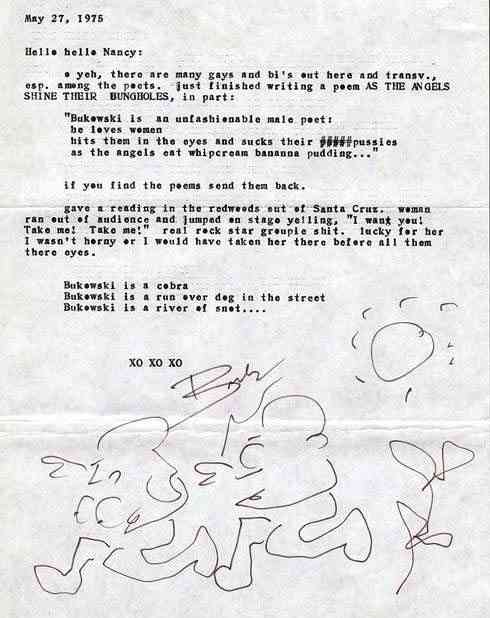 May 27, 1975
Hello hello Nancy:
o yeh, there are many gays and bi's out here and transv.,
esp. among the poets. just finished writing a poem AS THE ANGELS
SHINE THEIR BUNGHOLES, in part:
"Bukowski is an unfashionable male poet:
he loves women
hits them in the eyes and sucks their #####pussies
as the angels eat whipcream bananna pudding..."
if you find the poems send them back.
gave a reading in the redwoods out of Santa Cruz. woman
ran out of audience and jumped on stage yelling, "I want you!
Take me! Take me!" real rock star groupie shit. lucky for her
I wasn't horny or I would have taken her there before all them
there eyes.
Bukowski is a cobra
Bukowski is a run over dog in the street
Bukowski is a river of snot....
XO XO XO